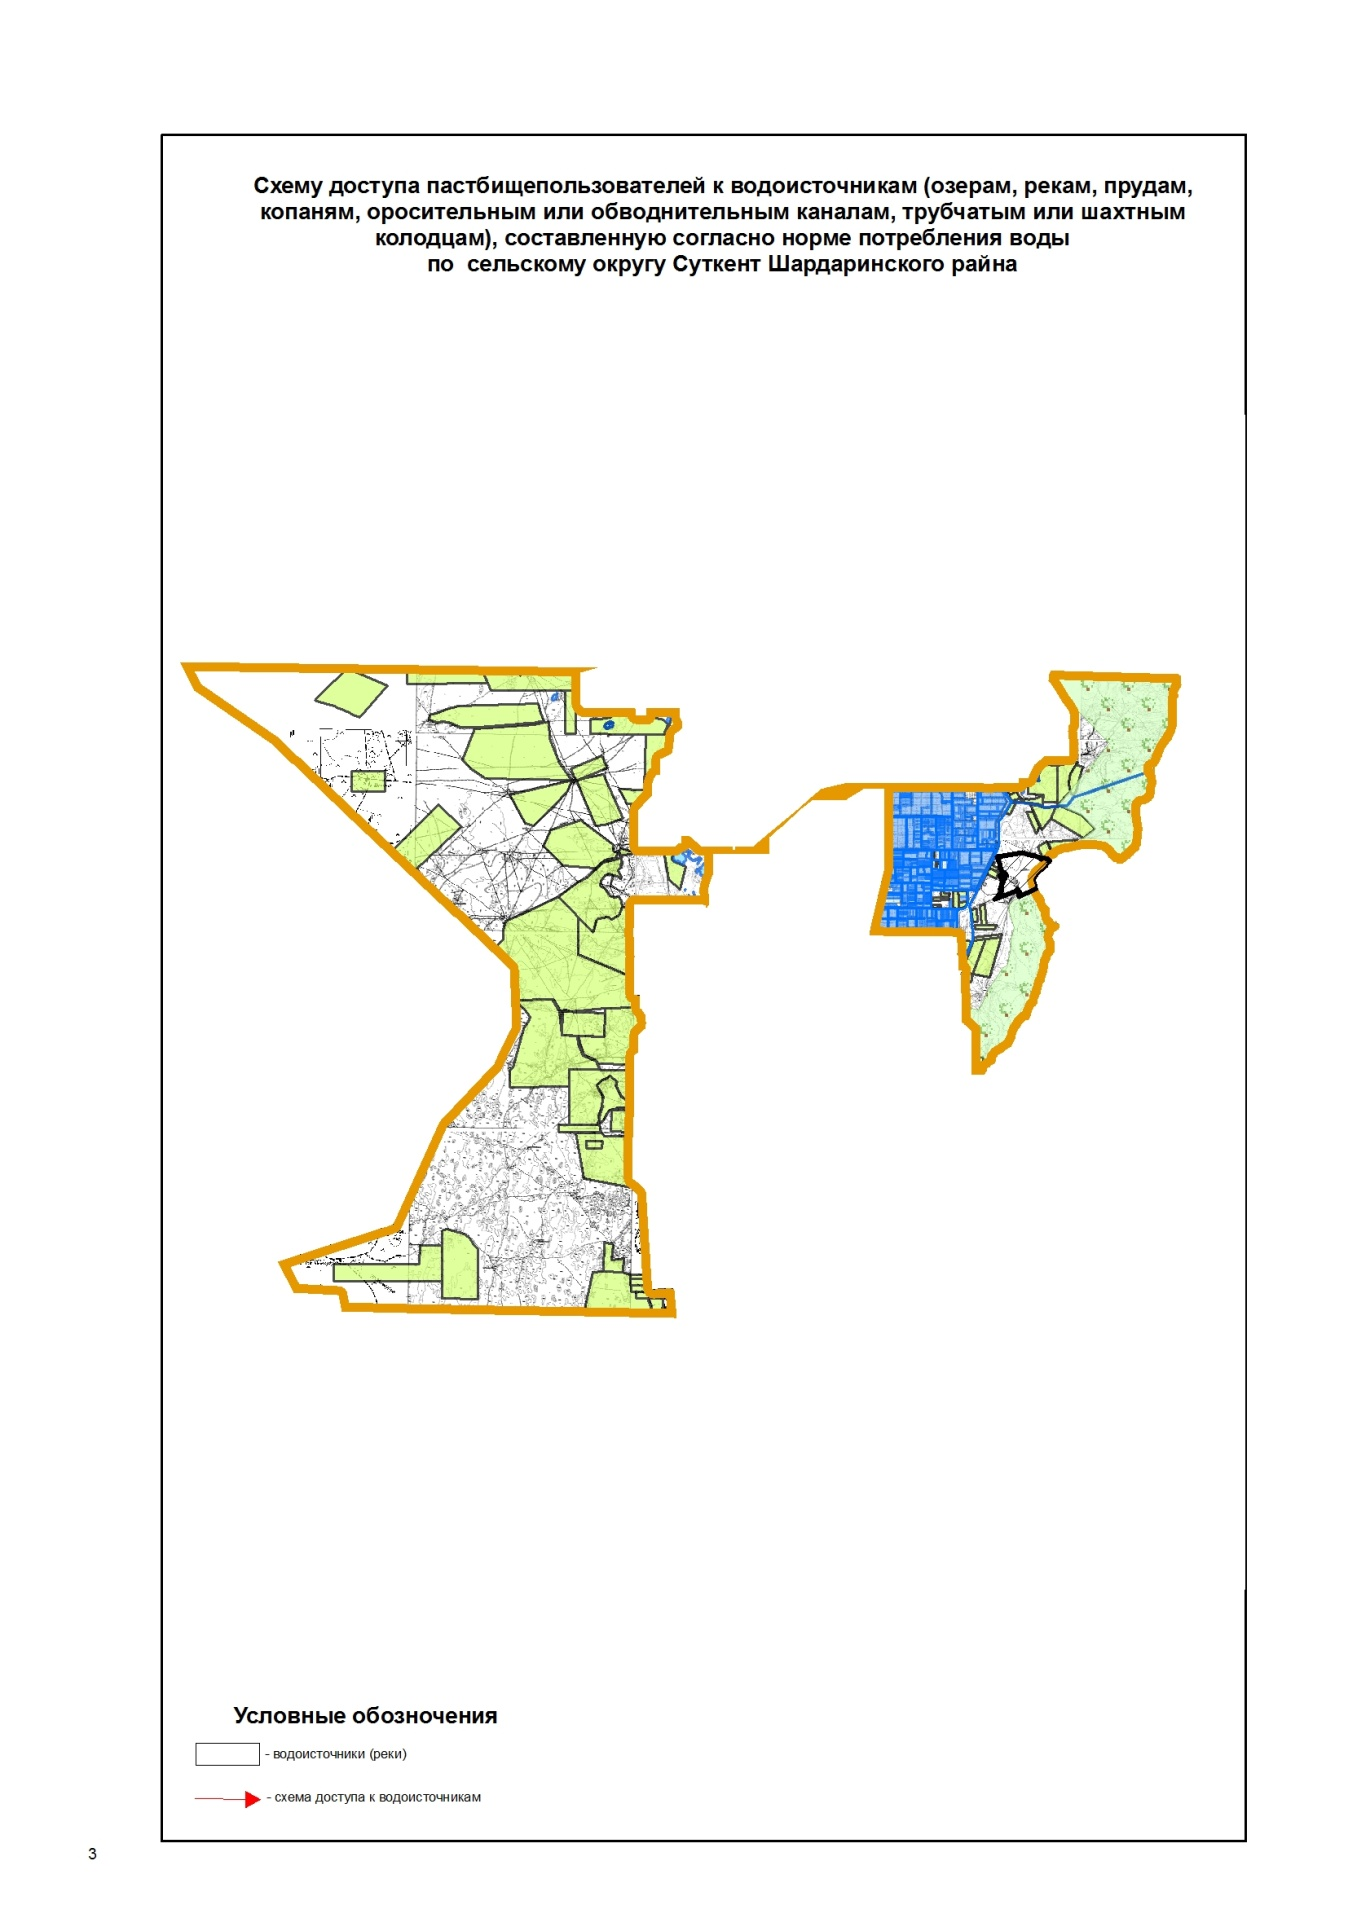 Схему доступа пастбищепользователей к водоисточникам (озерам, рекам, прудам,
копаням, оросительным или обводнительным каналам, трубчатым или шахтным
колодцам), составленную согласно норме потребления воды
по сельскому округу Суткент Шардаринского райна
Условные обозночения
- водоисточники (реки)
- схема доступа к водоисточникам
3